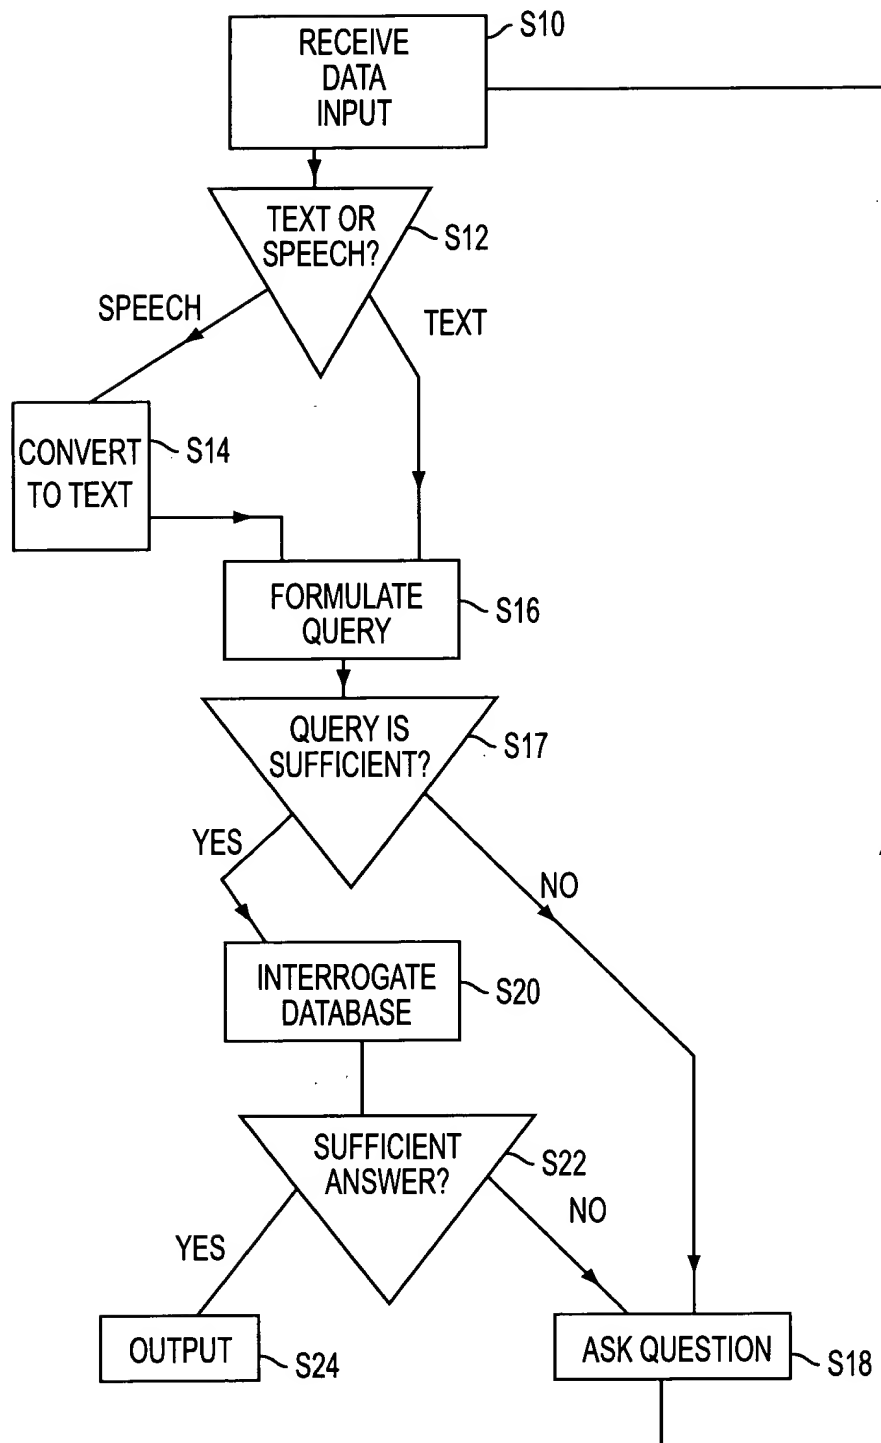 S10
RECEIVE
DATA
INPUT
TEXT OR
SPEECH?
S12
SPEECH
TEXT
CONVERT
TO TEXT
S14
FORMULATE
QUERY
S16
QUERY IS
SUFFICIENT?
S17
YES
NO
INTERROGATE
DATABASE
S20
SUFFICIENT
ANSWER?
S22
NO
YES
OUTPUT
S24
ASK QUESTION
S18